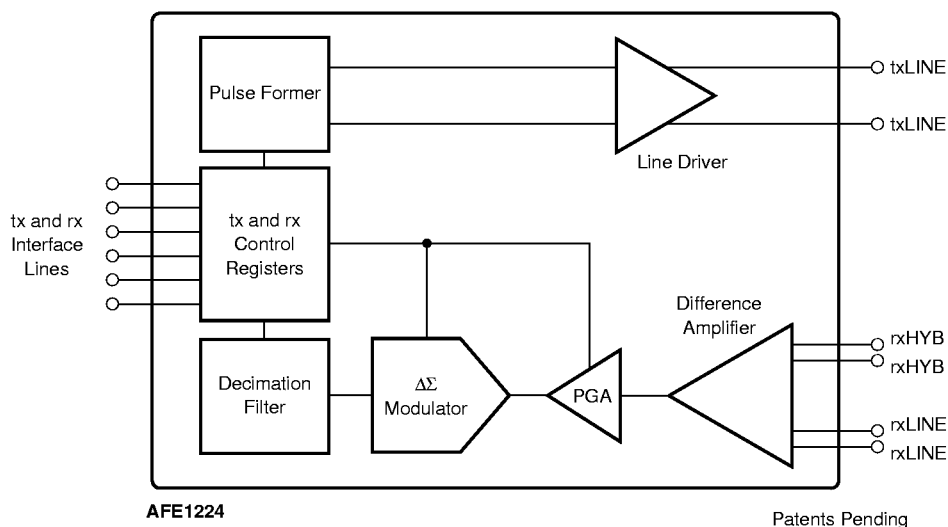 Pulse Former
txLINE
txLINE
Line Driver
tx and rx
Interface
Lines
tx and rx
Control
Registers
Difference
Amplifier
rxHYB
rxHYB
Decimation
Filter
ΔΣ
Modulator
PGA
rxLINE
rxLINE
AFE1224
Patents Pending